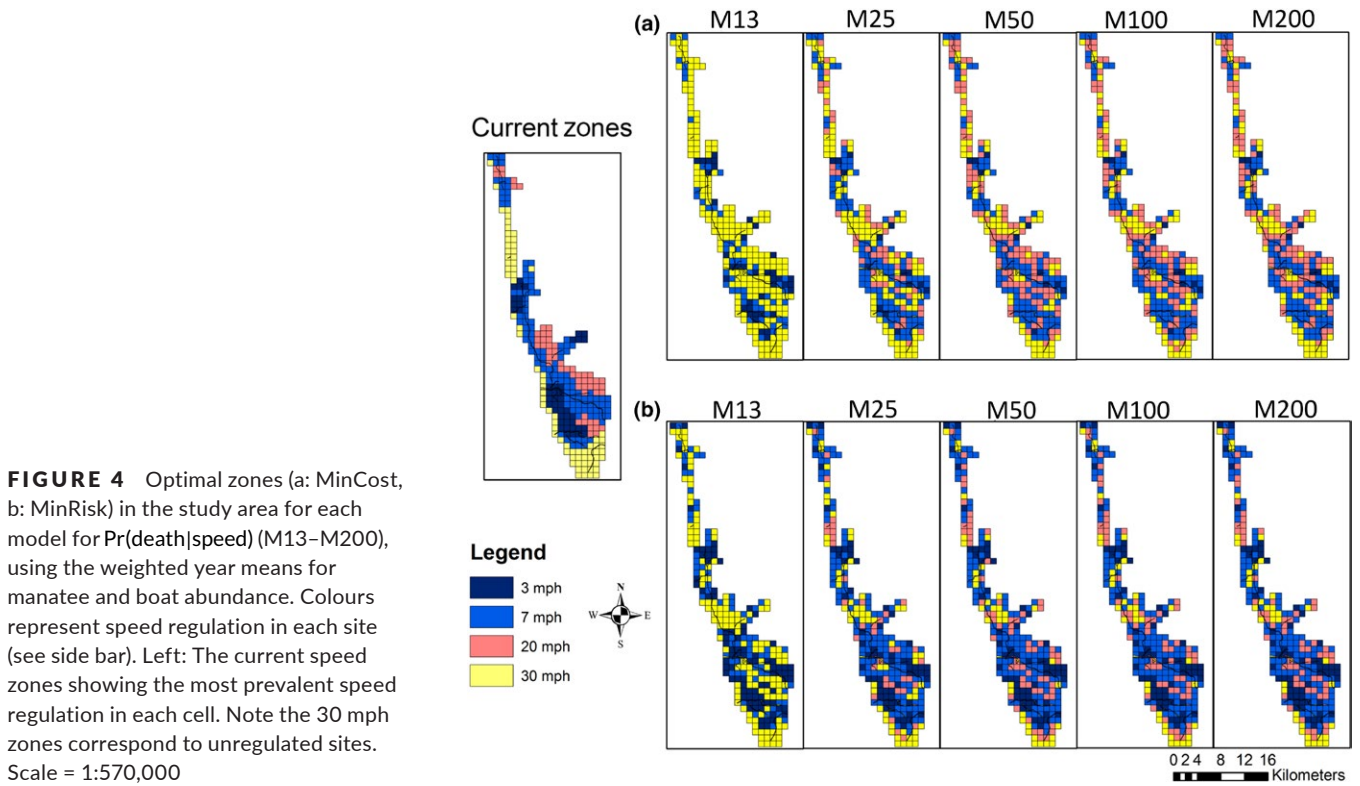 (a)
M13 M25 M50 M100 M200
Current zones
(b)
M13 M25 M50 M100 M200
FIGURE 4 Optimal zones (a: MinCost,
b: MinRisk) in the study area for each
model for Pr(death|speed) (M13–M200),
using the weighted year means for
manatee and boat abundance. Colours
represent speed regulation in each site
(see side bar). Left: The current speed
zones showing the most prevalent speed
regulation in each cell. Note the 30 mph
zones correspond to unregulated sites.
Scale = 1:570,000
Legend
3 mph
7 mph
20 mph
30 mph
N
W E
S
0 2 4 8 12 16
Kilometers